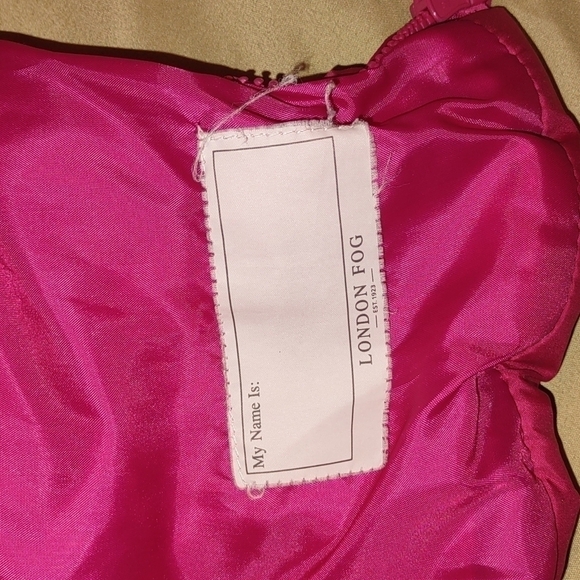 My Name Is:
LONDON FOG
— EST. 1923 —